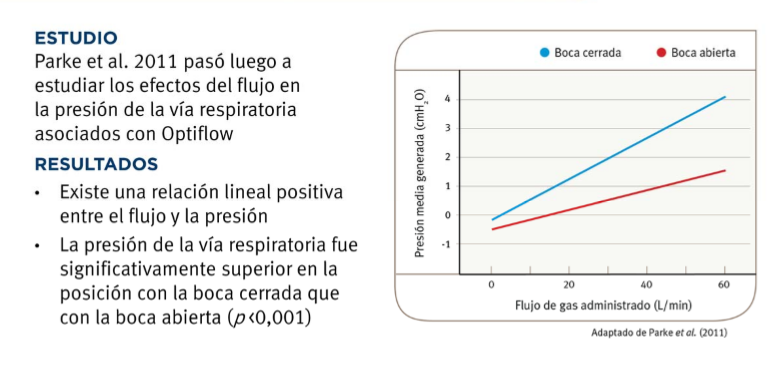 ESTUDIO
Parke et al. 2011 pasó luego a
estudiar los efectos del flujo en
la presión de la vía respiratoria
asociados con Optiflow
RESULTADOS
• Existe una relación lineal positiva
entre el flujo y la presión
• La presión de la vía respiratoria fue
significativamente superior en la
posición con la boca cerrada que
con la boca abierta (p<0,001)
Boca cerrada
Boca abierta
Presión media generada (cmH₂O)
4
3
2
1
0
-1
0
20
40
60
Flujo de gas administrado (L/min)
Adaptado de Parke et al. (2011)